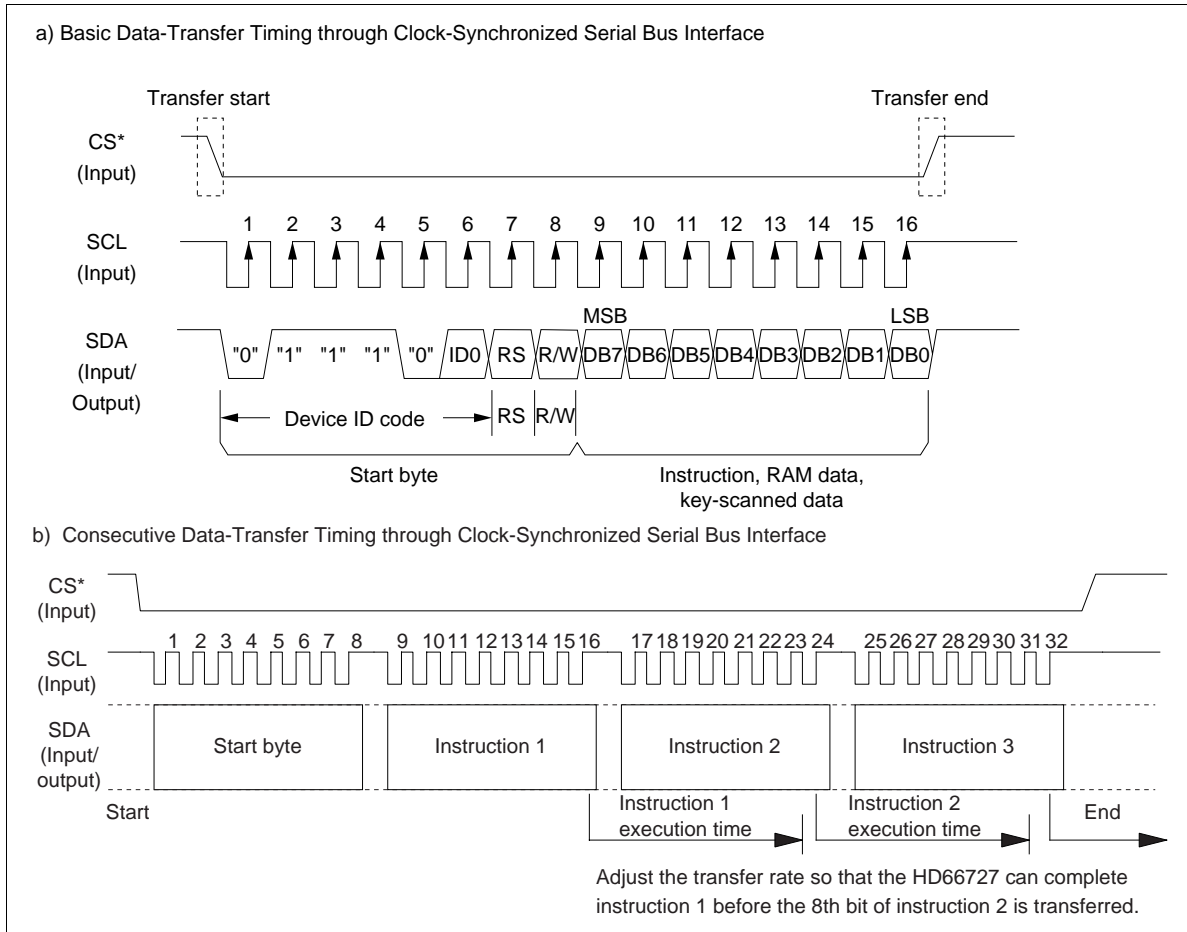 a) Basic Data-Transfer Timing through Clock-Synchronized Serial Bus Interface
Transfer start
Transfer end
CS*
(Input)
1 2 3 4 5 6 7 8 9 10 11 12 13 14 15 16
SCL
(Input)
MSB
LSB
SDA
(Input/
Output)
"0" "1" "1" "1" "0" ID0 RS R/W DB7 DB6 DB5 DB4 DB3 DB2 DB1 DB0
Device ID code RS R/W
Start byte
Instruction, RAM data,
key-scanned data
b) Consecutive Data-Transfer Timing through Clock-Synchronized Serial Bus Interface
CS*
(Input)
1 2 3 4 5 6 7 8 9 10 11 12 13 14 15 16 17 18 19 20 21 22 23 24 25 26 27 28 29 30 31 32
SCL
(Input)
SDA
(Input/
output)
Start byte
Instruction 1
Instruction 2
Instruction 3
Start
Instruction 1
execution time
Instruction 2
execution time
End
Adjust the transfer rate so that the HD66727 can complete
instruction 1 before the 8th bit of instruction 2 is transferred.